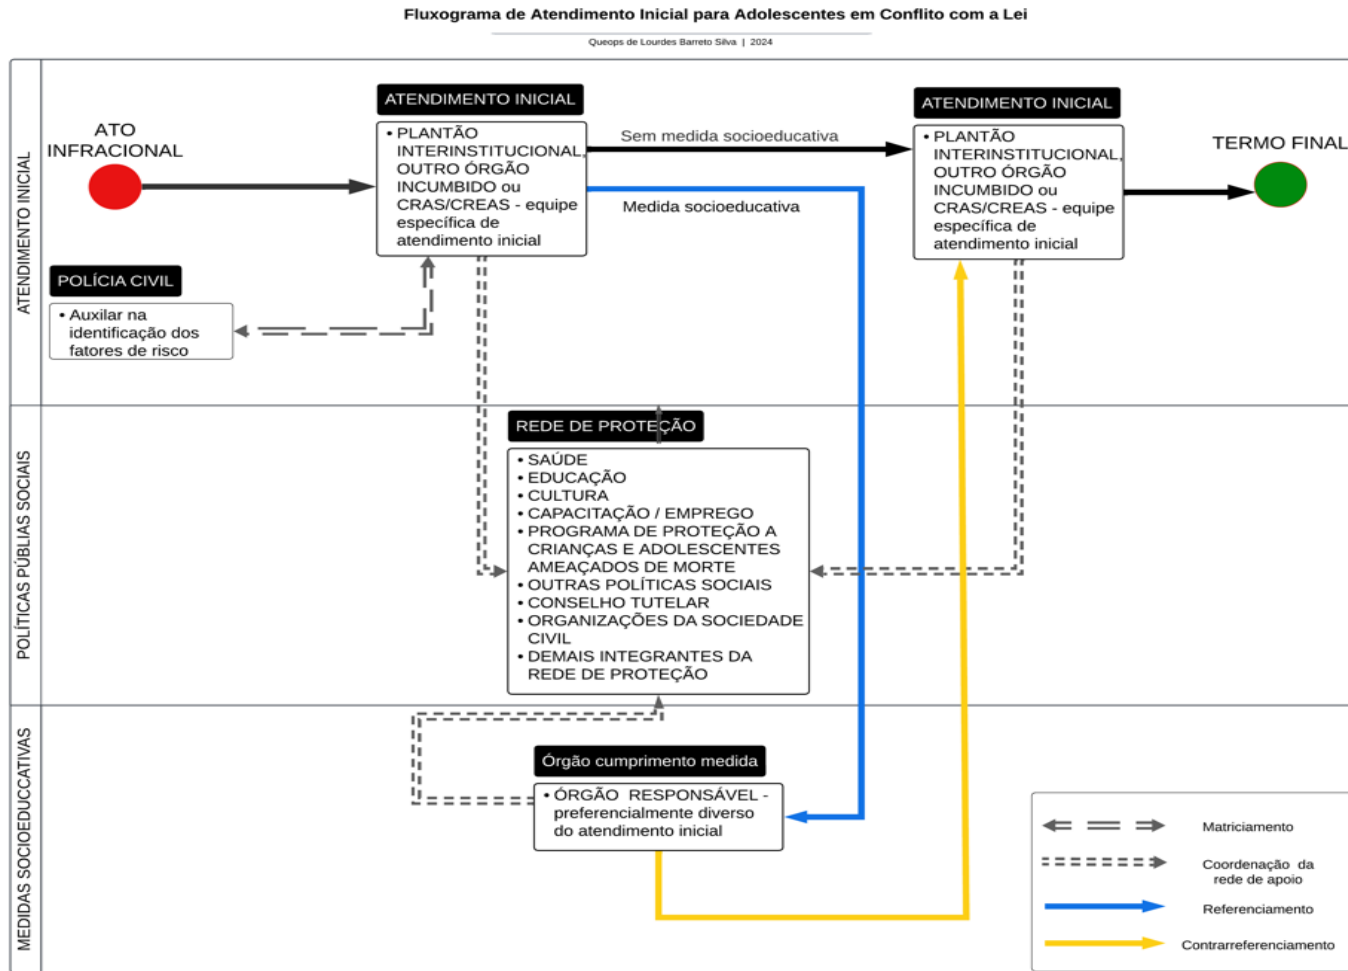 Fluxograma de Atendimento Inicial para Adolescentes em Conflito com a Lei
Queops de Lourdes Barreto Silva | 2024
ATENDIMENTO INICIAL
ATO
INFRACIONAL
ATENDIMENTO INICIAL
• PLANTÃO
INTERINSTITUCIONAL,
OUTRO ÓRGÃO
INCUMBIDO ou
CRAS/CREAS - equipe
específica de
atendimento inicial
Sem medida socioeducativa
Medida socioeducativa
ATENDIMENTO INICIAL
• PLANTÃO
INTERINSTITUCIONAL,
OUTRO ÓRGÃO
INCUMBIDO ou
CRAS/CREAS - equipe
específica de
atendimento inicial
TERMO FINAL
POLÍCIA CIVIL
• Auxilar na
identificação dos
fatores de risco
POLÍTICAS PÚBLIAS SOCIAIS
REDE DE PROTEÇÃO
• SAÚDE
• EDUCAÇÃO
• CULTURA
• CAPACITAÇÃO / EMPREGO
• PROGRAMA DE PROTEÇÃO A
CRIANÇAS E ADOLESCENTES
AMEAÇADOS DE MORTE
• OUTRAS POLÍTICAS SOCIAIS
• CONSELHO TUTELAR
• ORGANIZAÇÕES DA SOCIEDADE
CIVIL
• DEMAIS INTEGRANTES DA
REDE DE PROTEÇÃO
MEDIDAS SOCIOEDUCCATIVAS
Órgão cumprimento medida
• ÓRGÃO RESPONSÁVEL -
preferencialmente diverso
do atendimento inicial
Matriciamento
Coordenação da
rede de apoio
Referenciamento
Contrarreferenciamento